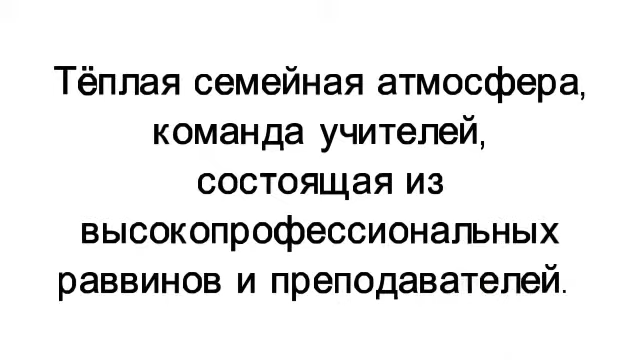 Тёплая семейная атмосфера,
команда учителей,
состоящая из
высокопрофессиональных
раввинов и преподавателей.